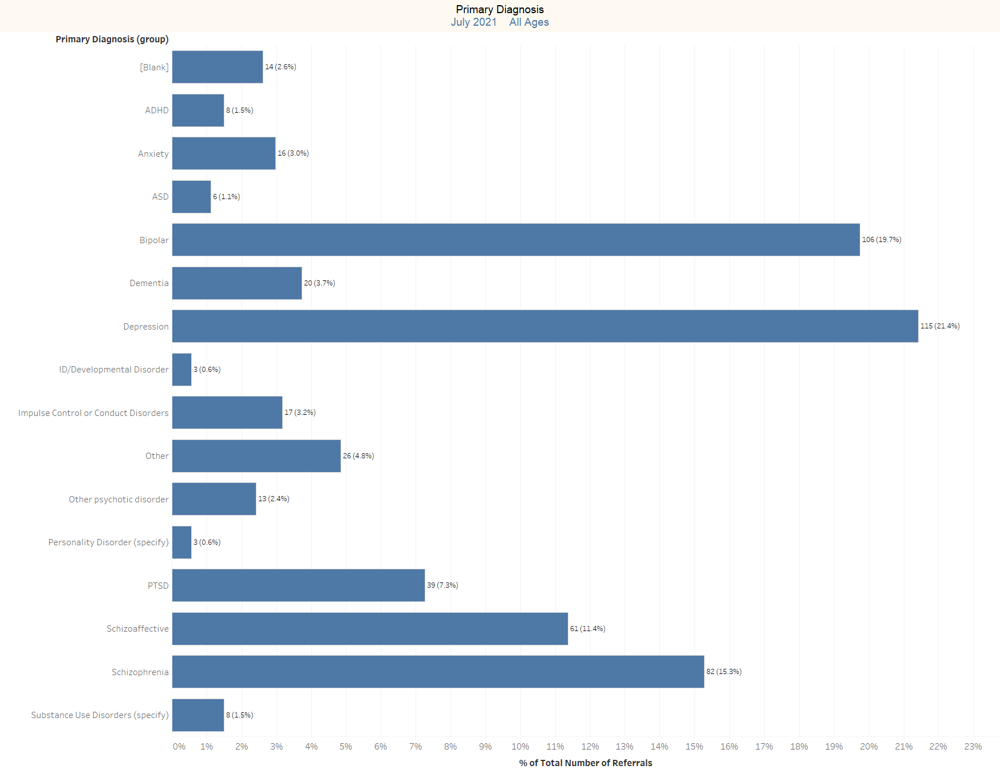 Primary Diagnosis
July 2021 All Ages
Primary Diagnosis (group)
[Blank] 14 (2.6%)
ADHD 8 (1.5%)
Anxiety 16 (3.0%)
ASD 6 (1.1%)
Bipolar 106 (19.7%)
Dementia 20 (3.7%)
Depression 115 (21.4%)
ID/Developmental Disorder 3 (0.6%)
Impulse Control or Conduct Disorders 17 (3.2%)
Other 26 (4.8%)
Other psychotic disorder 13 (2.4%)
Personality Disorder (specify) 3 (0.6%)
PTSD 39 (7.3%)
Schizoaffective 61 (11.4%)
Schizophrenia 82 (15.3%)
Substance Use Disorders (specify) 8 (1.5%)
0% 1% 2% 3% 4% 5% 6% 7% 8% 9% 10% 11% 12% 13% 14% 15% 16% 17% 18% 19% 20% 21% 22% 23%
% of Total Number of Referrals